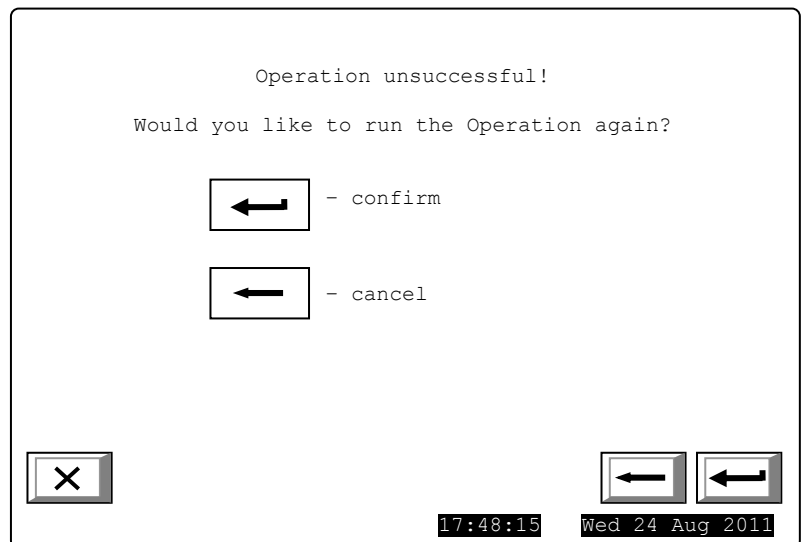 Operation unsuccessful!
Would you like to run the Operation again?
- confirm
- cancel
17:48:15 Wed 24 Aug 2011